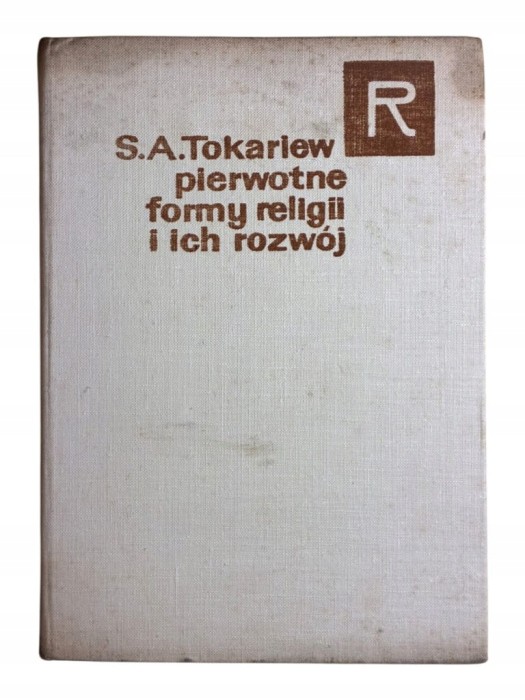 R
S.A.Tokariew
pierwotne
formy religii
i ich rozwój